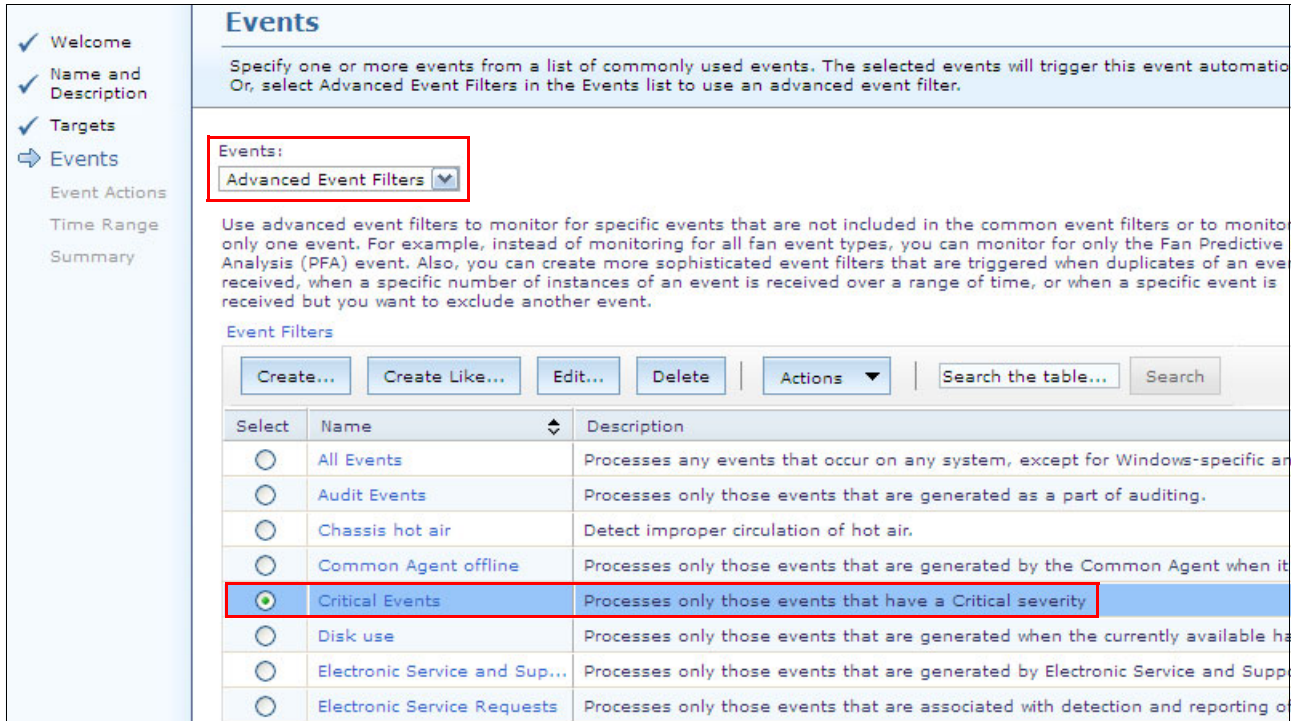 Events
Welcome
Name and
Description
Targets
Events
Event Actions
Time Range
Summary
Specify one or more events from a list of commonly used events. The selected events will trigger this event automatio
Or, select Advanced Event Filters in the Events list to use an advanced event filter.
Events:
Advanced Event Filters
Use advanced event filters to monitor for specific events that are not included in the common event filters or to monitor
only one event. For example, instead of monitoring for all fan event types, you can monitor for only the Fan Predictive
Analysis (PFA) event. Also, you can create more sophisticated event filters that are triggered when duplicates of an ever
received, when a specific number of instances of an event is received over a range of time, or when a specific event is
received but you want to exclude another event.
Event Filters
Create... Create Like... Edit... Delete Actions Search the table... Search
Select Name Description
All Events Processes any events that occur on any system, except for Windows-specific an
Audit Events Processes only those events that are generated as a part of auditing.
Chassis hot air Detect improper circulation of hot air.
Common Agent offline Processes only those events that are generated by the Common Agent when it
Critical Events Processes only those events that have a Critical severity
Disk use Processes only those events that are generated when the currently available ha
Electronic Service and Sup... Processes only those events that are generated by Electronic Service and Suppo
Electronic Service Requests Processes only those events that are associated with detection and reporting of